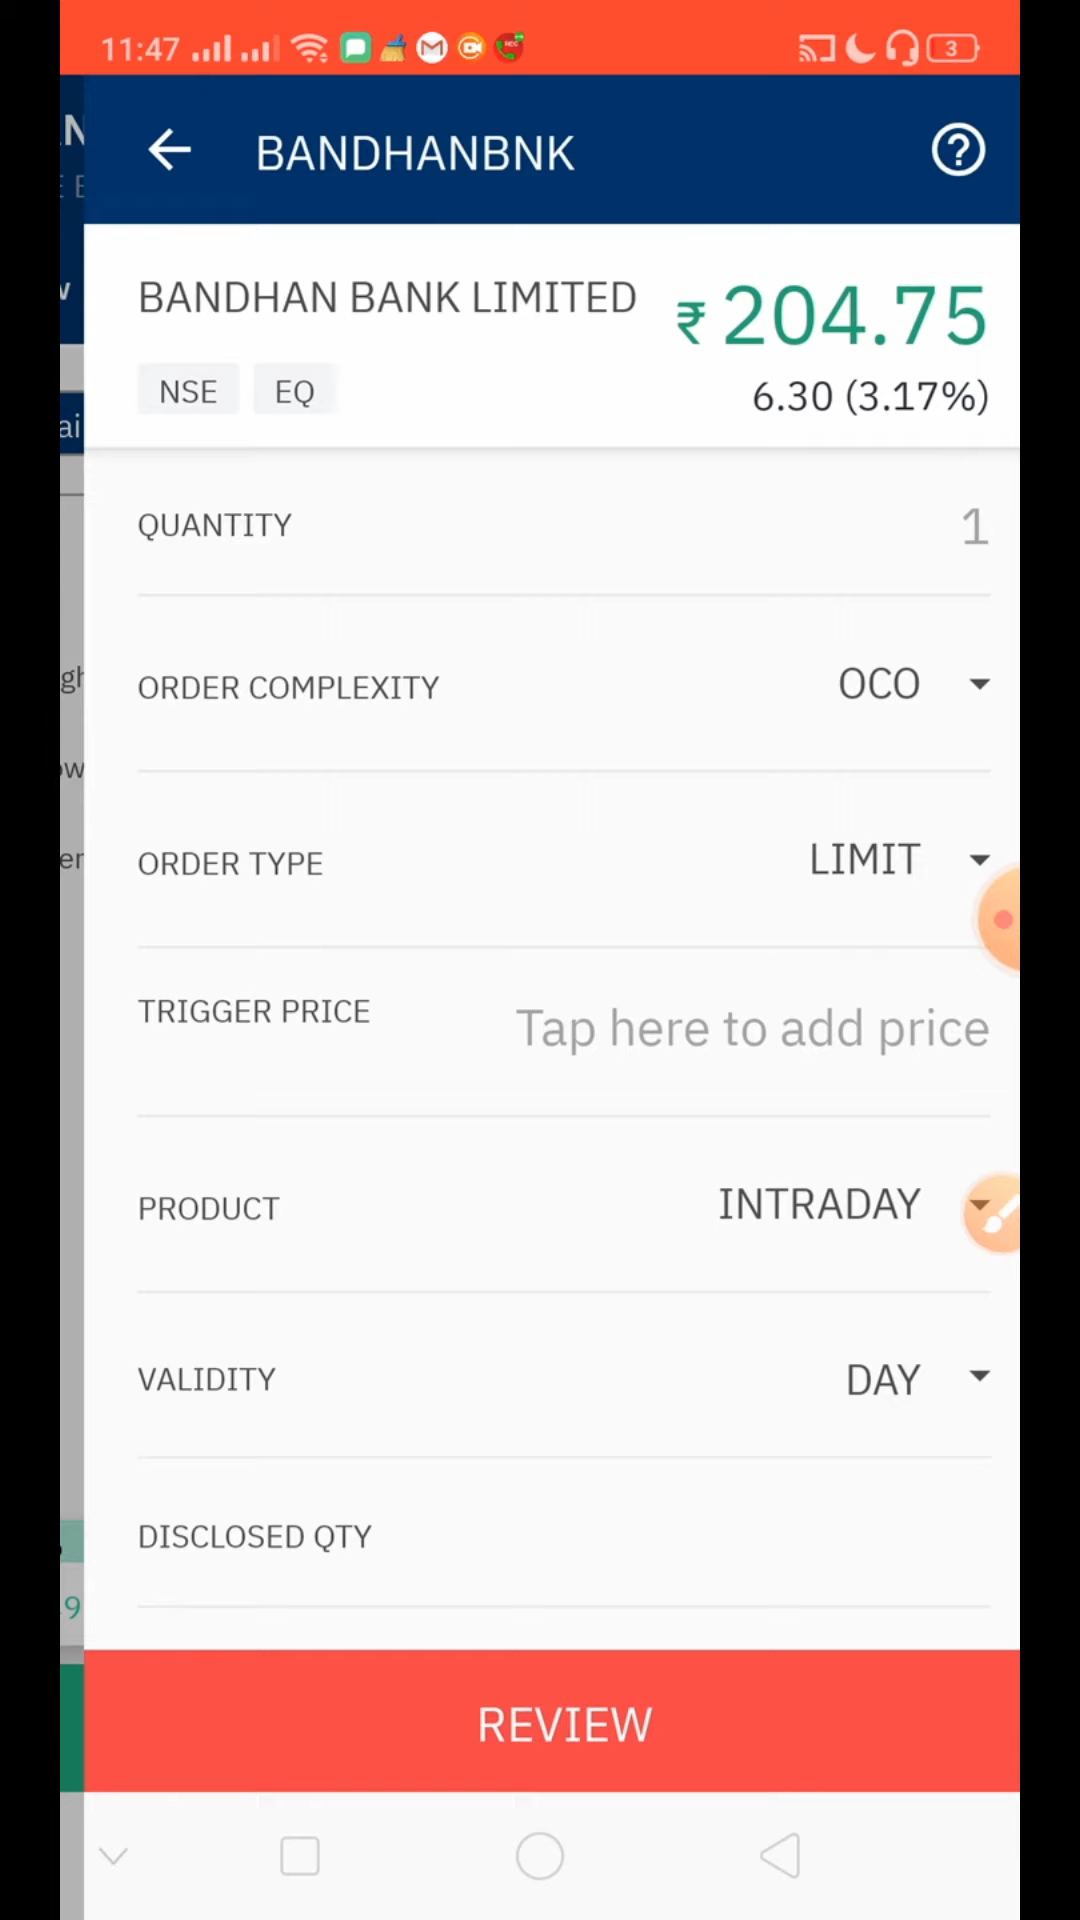 11:47
3
BANDHANBNK
BANDHAN BANK LIMITED
₹ 204.75
NSE EQ
6.30 (3.17%)
QUANTITY 1
ORDER COMPLEXITY OCO
ORDER TYPE LIMIT
TRIGGER PRICE Tap here to add price
PRODUCT INTRADAY
VALIDITY DAY
DISCLOSED QTY
REVIEW